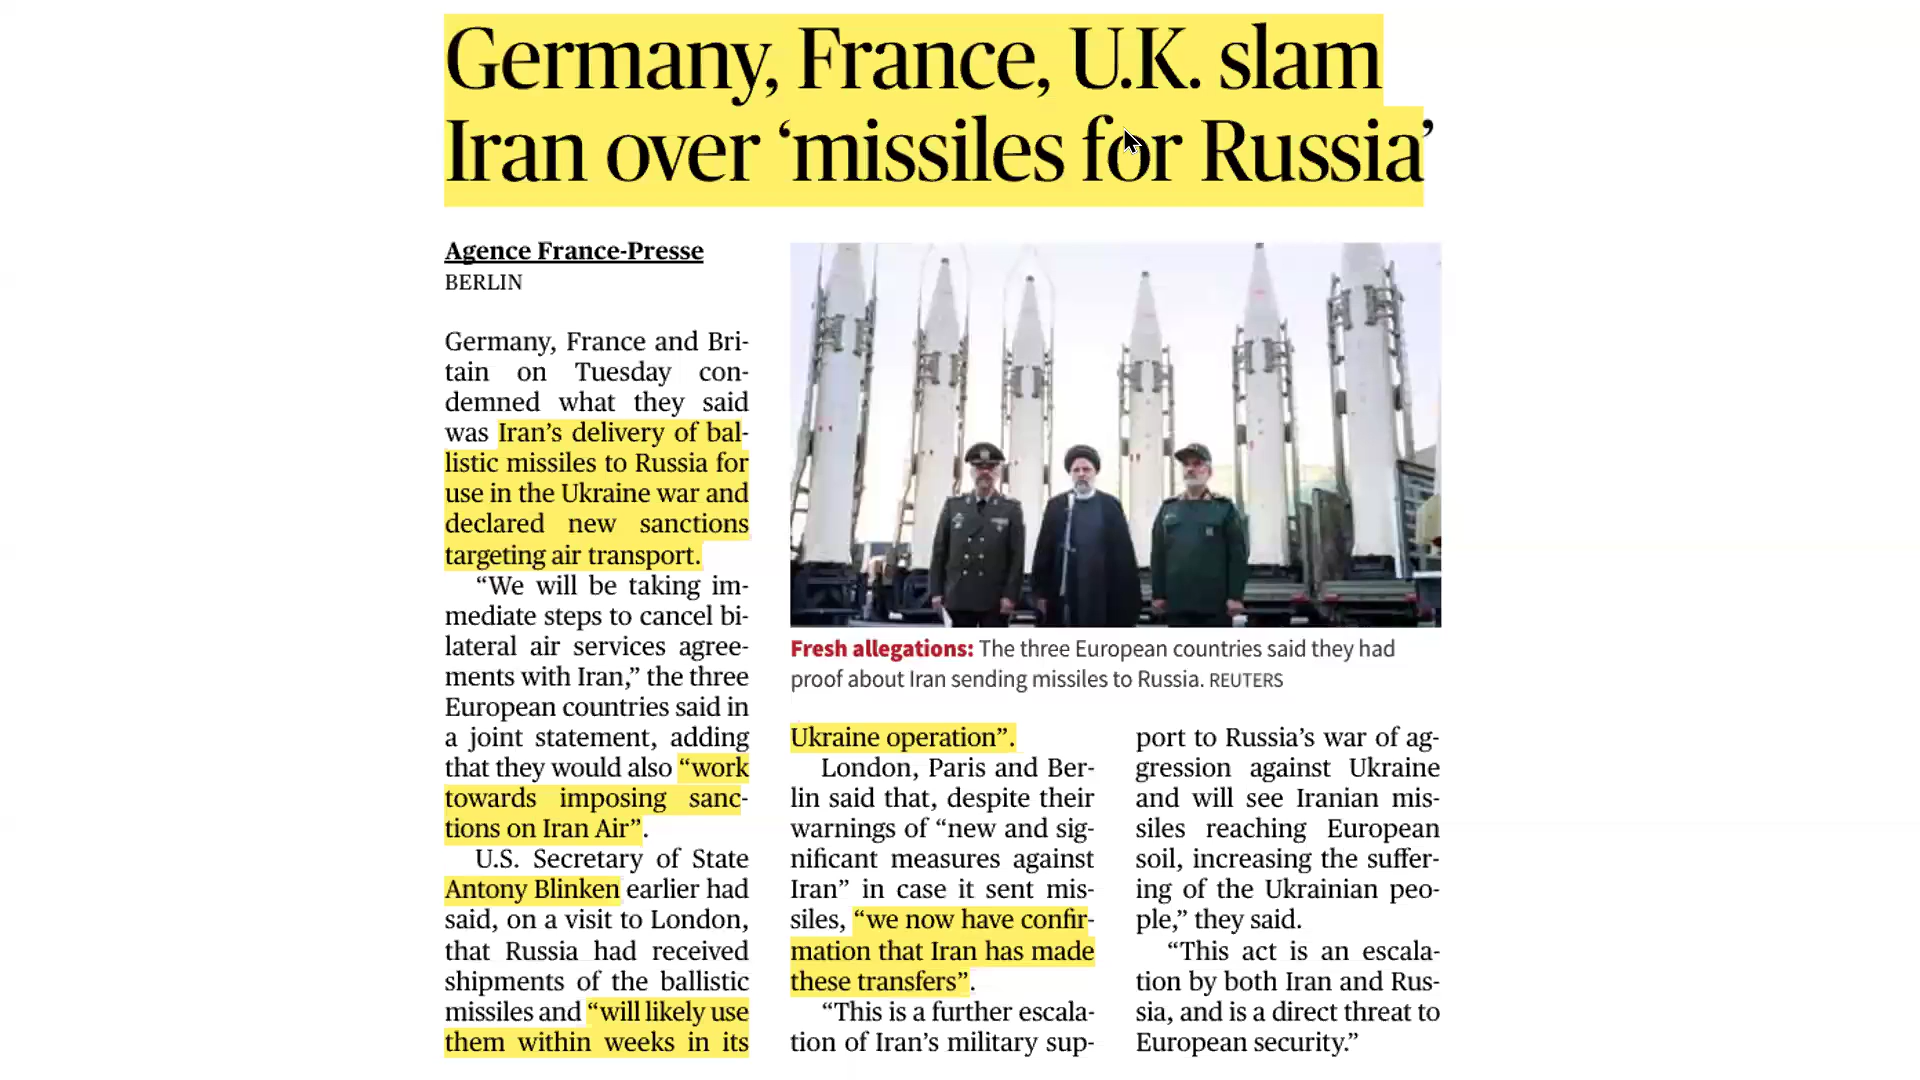 Germany, France, U.K. slam
Iran over ‘missiles for Russia’
Agence France-Presse
BERLIN
Germany, France and Bri-
tain on Tuesday con-
demned what they said
was Iran’s delivery of bal-
listic missiles to Russia for
use in the Ukraine war and
declared new sanctions
targeting air transport.
“We will be taking im-
mediate steps to cancel bi-
lateral air services agree-
ments with Iran,” the three
European countries said in
a joint statement, adding
that they would also “work
towards imposing sanc-
tions on Iran Air”.
U.S. Secretary of State
Antony Blinken earlier had
said, on a visit to London,
that Russia had received
shipments of the ballistic
missiles and “will likely use
them within weeks in its
Fresh allegations: The three European countries said they had
proof about Iran sending missiles to Russia. REUTERS
Ukraine operation”.
London, Paris and Ber-
lin said that, despite their
warnings of “new and sig-
nificant measures against
Iran” in case it sent mis-
siles, “we now have confir-
mation that Iran has made
these transfers”.
“This is a further escala-
tion of Iran’s military sup-
port to Russia’s war of ag-
gression against Ukraine
and will see Iranian mis-
siles reaching European
soil, increasing the suffer-
ing of the Ukrainian peo-
ple,” they said.
“This act is an escala-
tion by both Iran and Rus-
sia, and is a direct threat to
European security.”